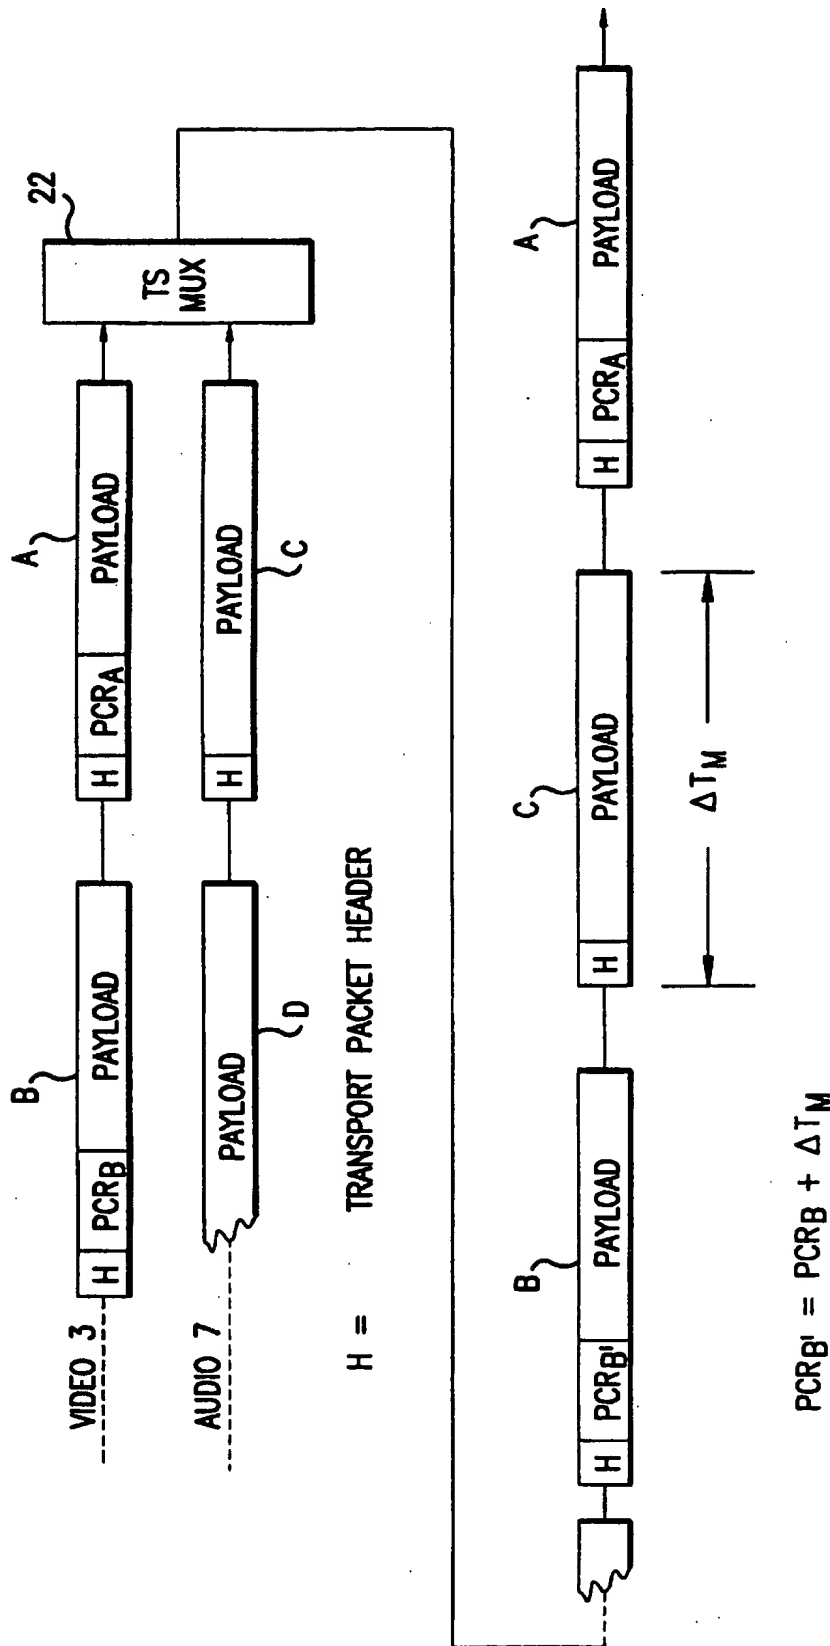 VIDEO 3
B
A
H PCRB PAYLOAD
H PCRA PAYLOAD
22
TS
MUX
AUDIO 7
PAYLOAD
D
H PAYLOAD
C
H = TRANSPORT PACKET HEADER
B
C
A
H PCRB' PAYLOAD
H PAYLOAD
H PCRA PAYLOAD
ΔTM
PCRB' = PCRB + ΔTM